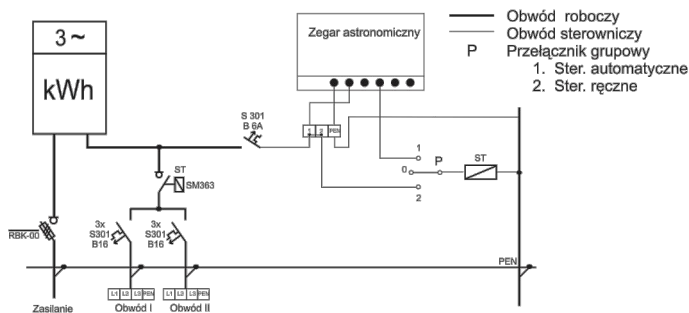 3 ~
kWh
Zegar astronomiczny
Obwód roboczy
Obwód sterowniczy
P Przełącznik grupowy
1. Ster. automatyczne
2. Ster. ręczne
S 301
B 6A
1 2 PEN
1
0
P
2
ST
ST
SM363
RBK-00
3x
S301
B16
3x
S301
B16
PEN
L1 L2 L3 PEN
L1 L2 L3 PEN
Zasilanie
Obwód I
Obwód II